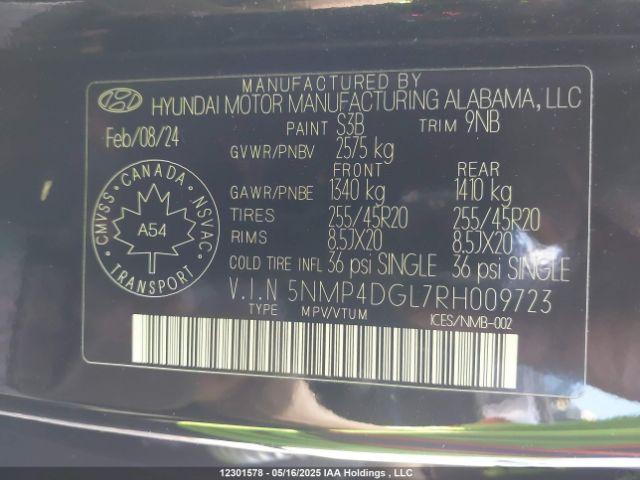 MANUFACTURED BY
HYUNDAI MOTOR MANUFACTURING ALABAMA, LLC
Feb/08/24 PAINT S3B TRIM 9NB
GVWR/PNBV 2575 kg
FRONT REAR
GAWR/PNBE 1340 kg 1410 kg
TIRES 255/45R20 255/45R20
RIMS 8.5JX20 8.5JX20
COLD TIRE INFL 36 psi SINGLE 36 psi SINGLE
CMVSS · CANADA · NSVAC
A54
TRANSPORT
V.I.N 5NMP4DGL7RH009723
TYPE MPV/VTUM ICES/NMB-002
12301578 - 05/16/2025 IAA Holdings , LLC